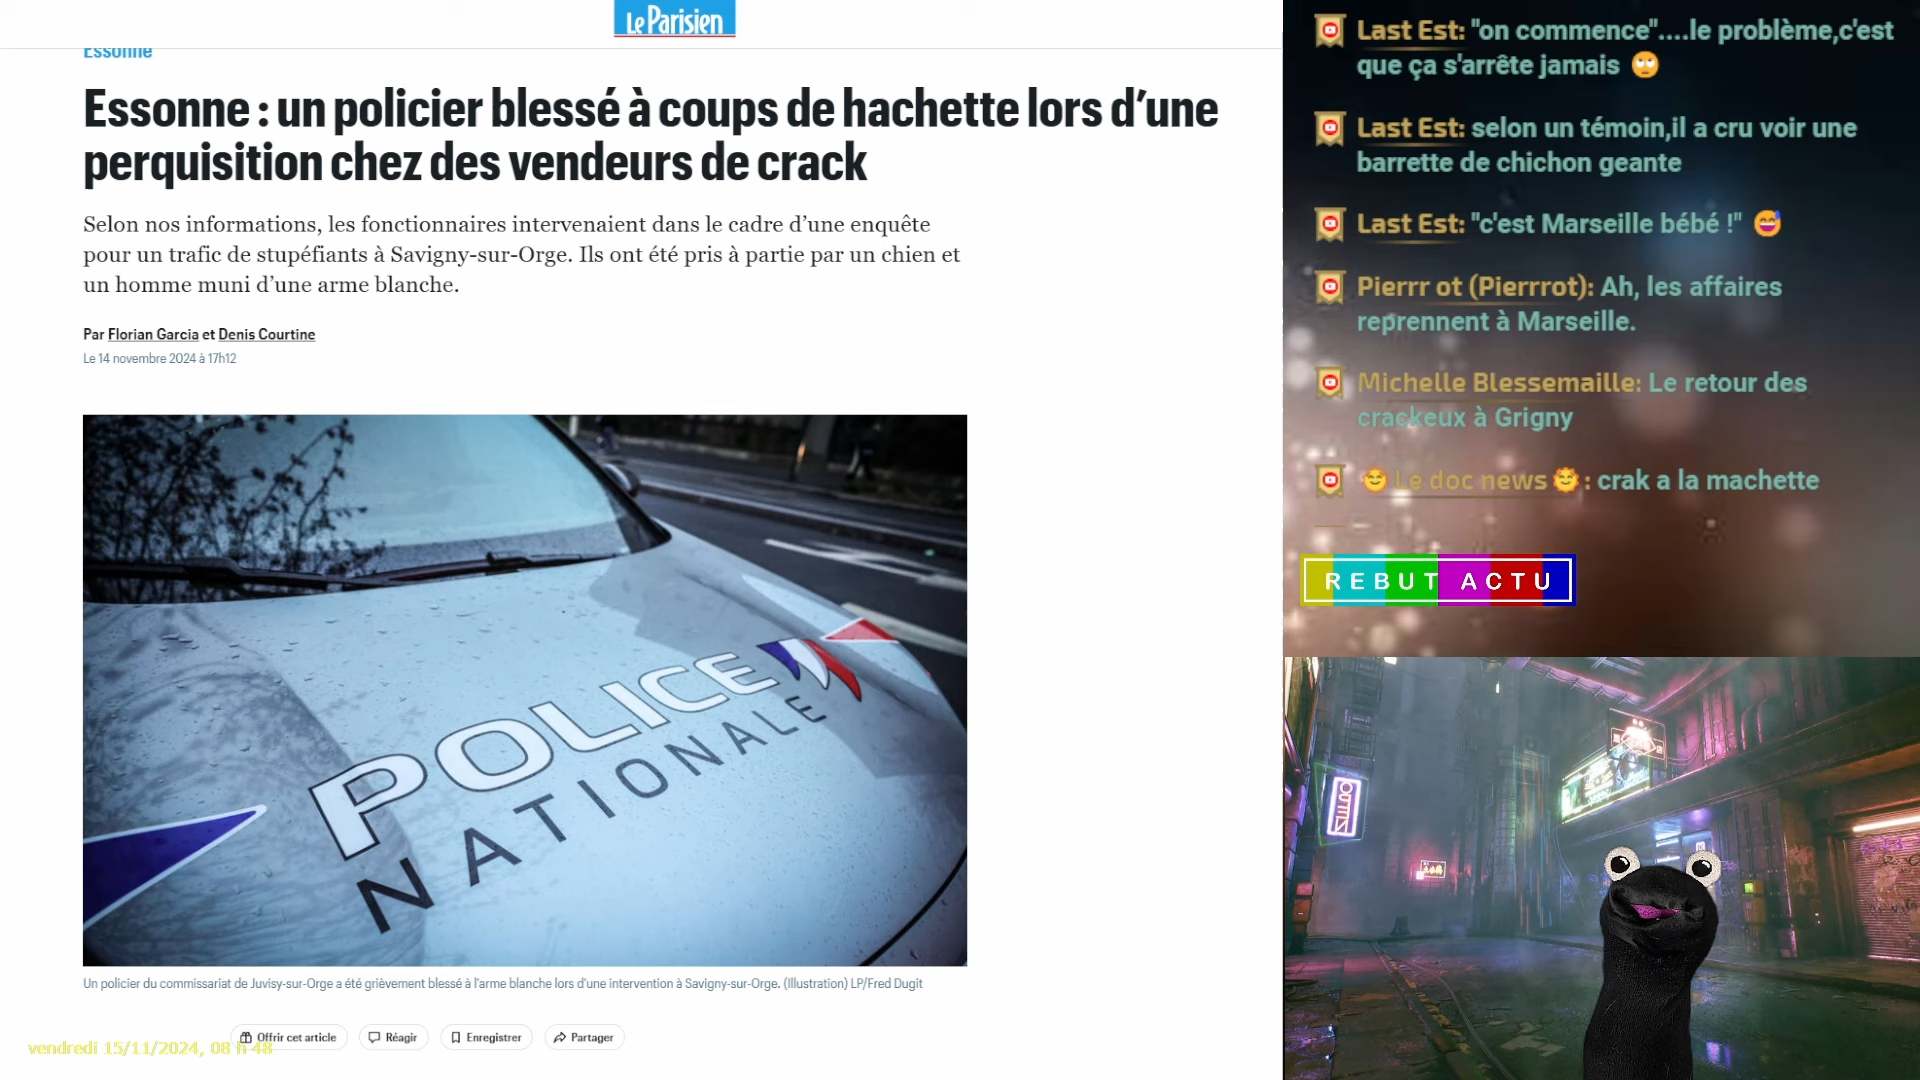 Le Parisien
Essonne
Essonne : un policier blessé à coups de hachette lors d’une
perquisition chez des vendeurs de crack
Selon nos informations, les fonctionnaires intervenaient dans le cadre d’une enquête
pour un trafic de stupéfiants à Savigny-sur-Orge. Ils ont été pris à partie par un chien et
un homme muni d’une arme blanche.
Par Florian Garcia et Denis Courtine
Le 14 novembre 2024 à 17h12
POLICE
NATIONALE
Un policier du commissariat de Juvisy-sur-Orge a été grièvement blessé à l'arme blanche lors d'une intervention à Savigny-sur-Orge. (Illustration) LP/Fred Dugit
Offrir cet article
Réagir
Enregistrer
Partager
vendredi 15/11/2024, 08 h 48
Last Est: "on commence"....le problème,c'est
que ça s'arrête jamais 🙄
Last Est: selon un témoin,il a cru voir une
barrette de chichon geante
Last Est: "c'est Marseille bébé !" 😅
Pierrr ot (Pierrrot): Ah, les affaires
reprennent à Marseille.
Michelle Blessemaille: Le retour des
crackeux à Grigny
Le doc news : crak a la machette
REBUT ACTU